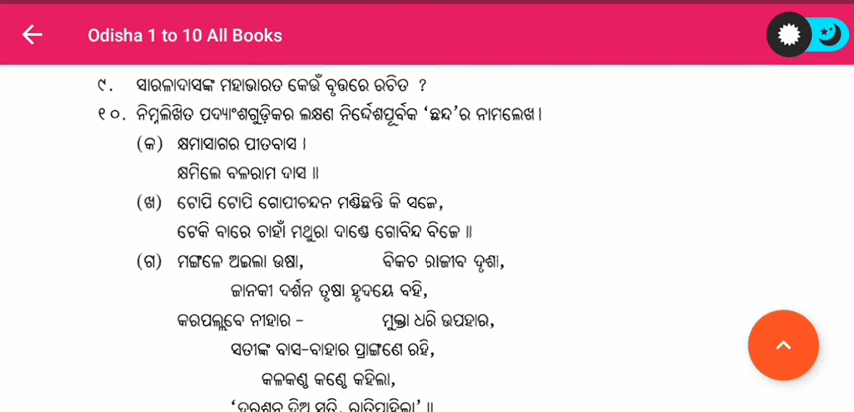 Odisha 1 to 10 All Books
୯. ସାରଳାଦାସଙ୍କ ମହାଭାରତ କେଉଁ ବୃତ୍ତରେ ରଚିତ ?
୧୦. ନିମ୍ନଲିଖିତ ପଦ୍ୟାଂଶଗୁଡ଼ିକର ଲକ୍ଷଣ ନିର୍ଦ୍ଦେଶପୂର୍ବକ ‘ଛନ୍ଦ’ର ନାମଲେଖ।
(କ) କ୍ଷମାସାଗର ପୀତବାସ ।
କ୍ଷମିଲେ ବଳରାମ ଦାସ ॥
(ଖ) ଟୋପି ଟୋପି ଗୋପୀଚନ୍ଦନ ମଣ୍ଡିଛନ୍ତି କି ସଜେ,
ଟେକି ବାରେ ଚାହାଁ ମଥୁରା ଦାଣ୍ଡେ ଗୋବିନ୍ଦ ବିଜେ ॥
(ଗ) ମଙ୍ଗଳେ ଅଇଲା ଉଷା, ବିକଚ ରାଜୀବ ଦୃଶା,
ଜାନକୀ ଦର୍ଶନ ତୃଷା ହୃଦୟେ ବହି,
କରପଲ୍ଲବେ ନୀହାର - ମୁକ୍ତା ଧରି ଉପହାର,
ସତୀଙ୍କ ବାସ-ବାହାର ପ୍ରାଙ୍ଗଣେ ରହି,
କଳକଣ୍ଠ କଣ୍ଠେ କହିଲା,
‘ଦରଶନ ଦିଅ ସତି, ରାତିପାହିଲା’ ॥